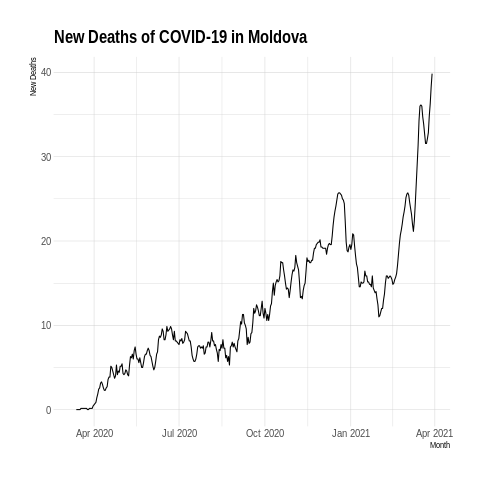 New Deaths of COVID-19 in Moldova
New Deaths
40
30
20
10
0
Apr 2020 Jul 2020 Oct 2020 Jan 2021 Apr 2021
Month